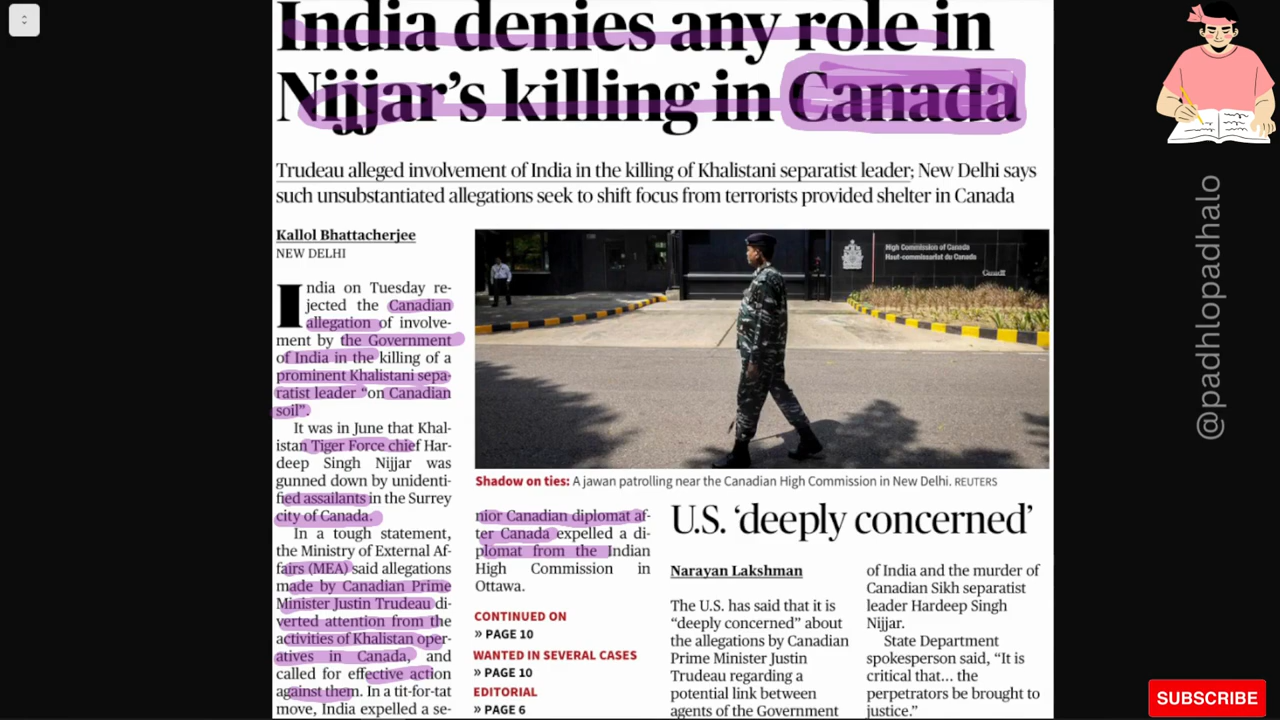 India denies any role in
Nijjar's killing in Canada
Trudeau alleged involvement of India in the killing of Khalistani separatist leader; New Delhi says
such unsubstantiated allegations seek to shift focus from terrorists provided shelter in Canada
Kallol Bhattacherjee
NEW DELHI
India on Tuesday re-
jected the Canadian
allegation of involve-
ment by the Government
of India in the killing of a
prominent Khalistani sepa-
ratist leader “on Canadian
soil”.
It was in June that Khal-
istan Tiger Force chief Har-
deep Singh Nijjar was
gunned down by unidenti-
fied assailants in the Surrey
city of Canada.
In a tough statement,
the Ministry of External Af-
fairs (MEA) said allegations
made by Canadian Prime
Minister Justin Trudeau di-
verted attention from the
activities of Khalistan oper-
atives in Canada, and
called for effective action
against them. In a tit-for-tat
move, India expelled a se-
High Commission of Canada
Haut-commissariat du Canada
Canada
Shadow on ties: A jawan patrolling near the Canadian High Commission in New Delhi. REUTERS
nior Canadian diplomat af-
ter Canada expelled a di-
plomat from the Indian
High Commission in
Ottawa.
CONTINUED ON
» PAGE 10
WANTED IN SEVERAL CASES
» PAGE 10
EDITORIAL
» PAGE 6
U.S. ‘deeply concerned’
Narayan Lakshman
The U.S. has said that it is
“deeply concerned” about
the allegations by Canadian
Prime Minister Justin
Trudeau regarding a
potential link between
agents of the Government
of India and the murder of
Canadian Sikh separatist
leader Hardeep Singh
Nijjar.
State Department
spokesperson said, “It is
critical that... the
perpetrators be brought to
justice.”
@padhlopadhalo
SUBSCRIBE